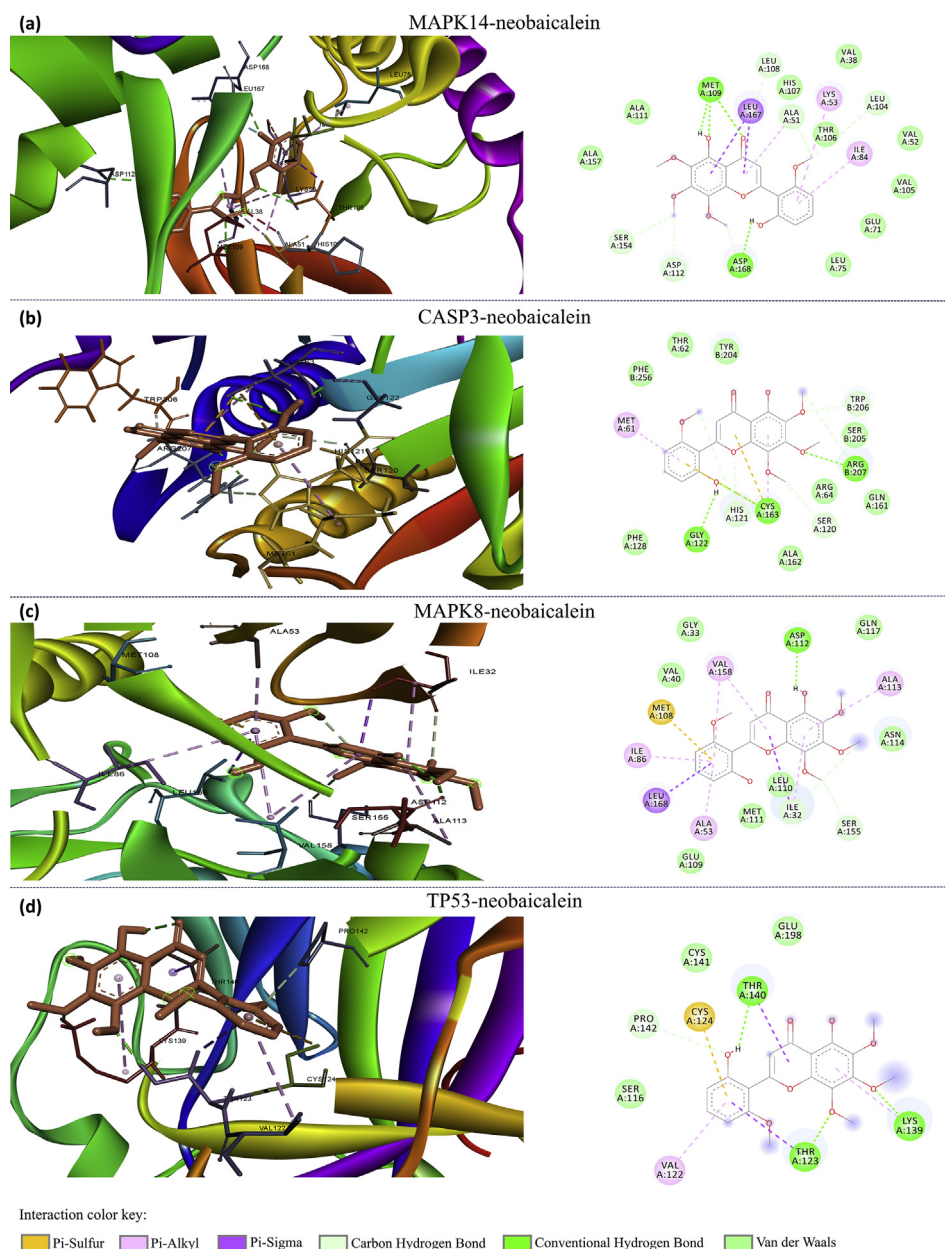 (a)
MAPK14-neobaicalein
ASP168
LEU167
LEU75
ASP112
VAL38
ALA51
LEU
A:108
VAL
A:38
MET
A:109
HIS
A:107
LYS
A:53
LEU
A:104
ALA
A:111
LEU
A:167
ALA
A:51
THR
A:106
VAL
A:52
ALA
A:157
ILE
A:84
H
O
O
O
O
O
O
O
O
H
VAL
A:105
GLU
A:71
SER
A:154
ASP
A:112
ASP
A:168
LEU
A:75
(b)
CASP3-neobaicalein
TRP206
ARG207
SER120
MET61
THR
A:62
TYR
B:204
PHE
B:256
TRP
B:206
MET
A:61
SER
B:205
ARG
B:207
O
O
O
O
O
O
O
O
H
ARG
A:64
GLN
A:161
HIS
A:121
CYS
A:163
SER
A:120
PHE
A:128
GLY
A:122
ALA
A:162
(c)
MAPK8-neobaicalein
ALA53
MET108
ILE32
ILE86
ASP112
SER155
ALA113
VAL158
GLY
A:33
ASP
A:112
GLN
A:117
VAL
A:158
VAL
A:40
ALA
A:113
MET
A:108
H
O
O
O
O
O
O
O
O
ILE
A:86
ASN
A:114
LEU
A:168
LEU
A:110
MET
A:111
ILE
A:32
ALA
A:53
SER
A:155
GLU
A:109
(d)
TP53-neobaicalein
PRO142
CYS124
VAL122
GLU
A:198
CYS
A:141
THR
A:140
CYS
A:124
PRO
A:142
H
O
O
O
O
O
O
O
O
SER
A:116
LYS
A:139
THR
A:123
VAL
A:122
Interaction color key:
Pi-Sulfur Pi-Alkyl Pi-Sigma Carbon Hydrogen Bond Conventional Hydrogen Bond Van der Waals